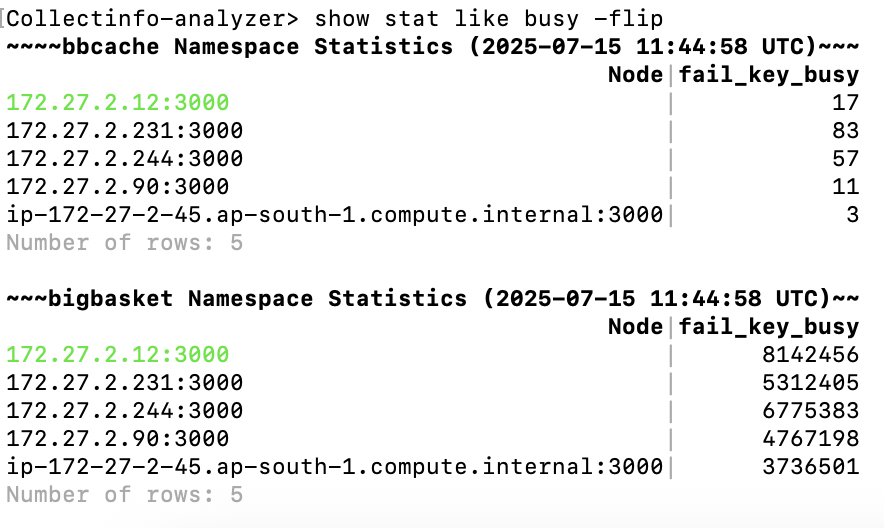 [Collectinfo-analyzer> show stat like busy -flip
~~~~bbcache Namespace Statistics (2025-07-15 11:44:58 UTC)~~~
Node|fail_key_busy
172.27.2.12:3000 | 17
172.27.2.231:3000 | 83
172.27.2.244:3000 | 57
172.27.2.90:3000 | 11
ip-172-27-2-45.ap-south-1.compute.internal:3000| 3
Number of rows: 5
~~~bigbasket Namespace Statistics (2025-07-15 11:44:58 UTC)~~
Node|fail_key_busy
172.27.2.12:3000 | 8142456
172.27.2.231:3000 | 5312405
172.27.2.244:3000 | 6775383
172.27.2.90:3000 | 4767198
ip-172-27-2-45.ap-south-1.compute.internal:3000| 3736501
Number of rows: 5